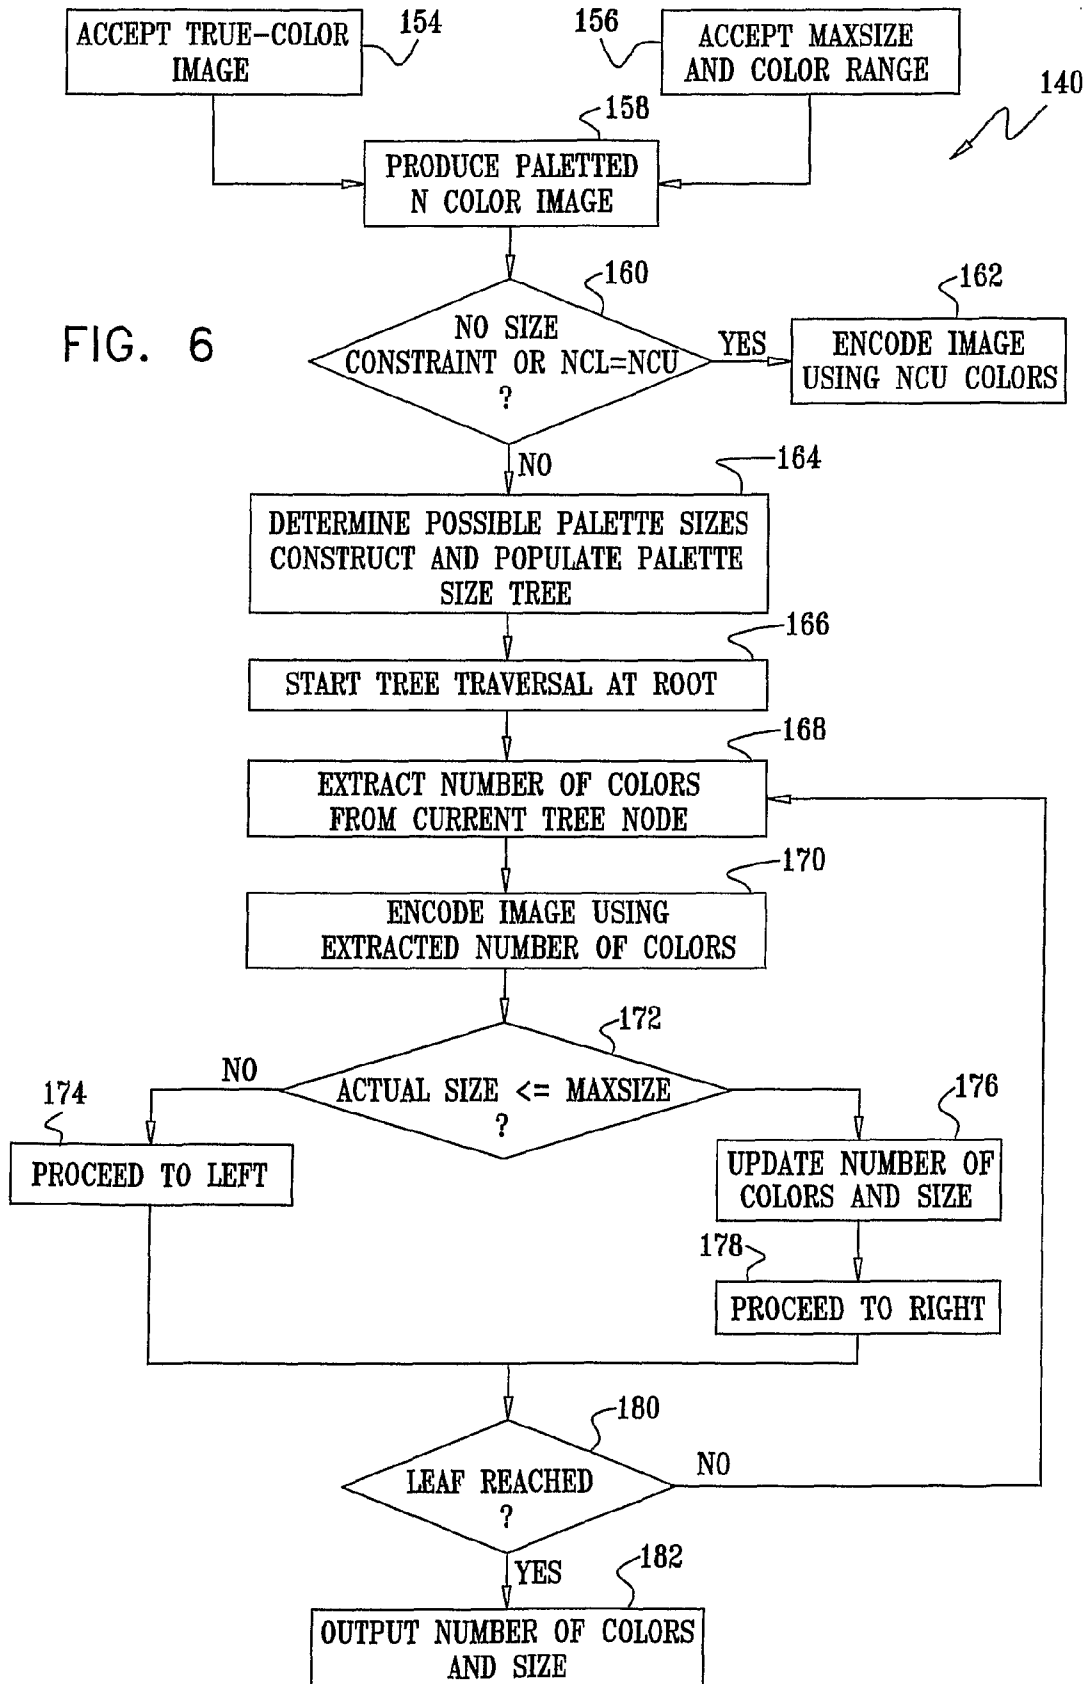 ACCEPT TRUE-COLOR
IMAGE
154
156
ACCEPT MAXSIZE
AND COLOR RANGE
140
158
PRODUCE PALETTED
N COLOR IMAGE
160
NO SIZE
CONSTRAINT OR NCL=NCU
?
YES
162
ENCODE IMAGE
USING NCU COLORS
FIG. 6
NO
164
DETERMINE POSSIBLE PALETTE SIZES
CONSTRUCT AND POPULATE PALETTE
SIZE TREE
166
START TREE TRAVERSAL AT ROOT
168
EXTRACT NUMBER OF COLORS
FROM CURRENT TREE NODE
170
ENCODE IMAGE USING
EXTRACTED NUMBER OF COLORS
172
ACTUAL SIZE <= MAXSIZE
?
NO
174
PROCEED TO LEFT
176
UPDATE NUMBER OF
COLORS AND SIZE
178
PROCEED TO RIGHT
180
LEAF REACHED
?
NO
YES
182
OUTPUT NUMBER OF COLORS
AND SIZE